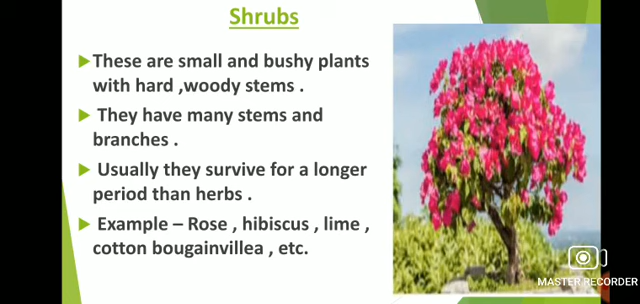 Shrubs
These are small and bushy plants
with hard ,woody stems .
They have many stems and
branches .
Usually they survive for a longer
period than herbs .
Example – Rose , hibiscus , lime ,
cotton bougainvillea , etc.
MASTER RECORDER